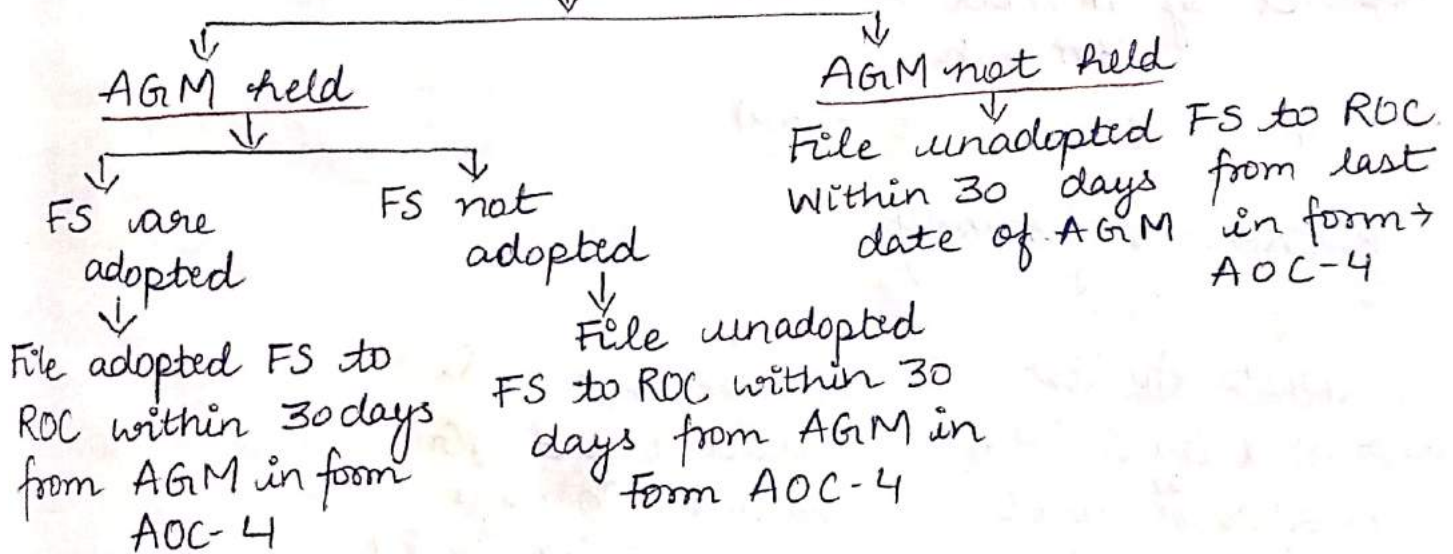 AGM held
AGM not held
File unadopted FS to ROC.
Within 30 days from last
date of AGM in form→
AOC-4
FS are
adopted
FS not
adopted
File adopted FS to
ROC within 30 days
from AGM in form
AOC-4
File unadopted
FS to ROC within 30
days from AGM in
Form AOC-4